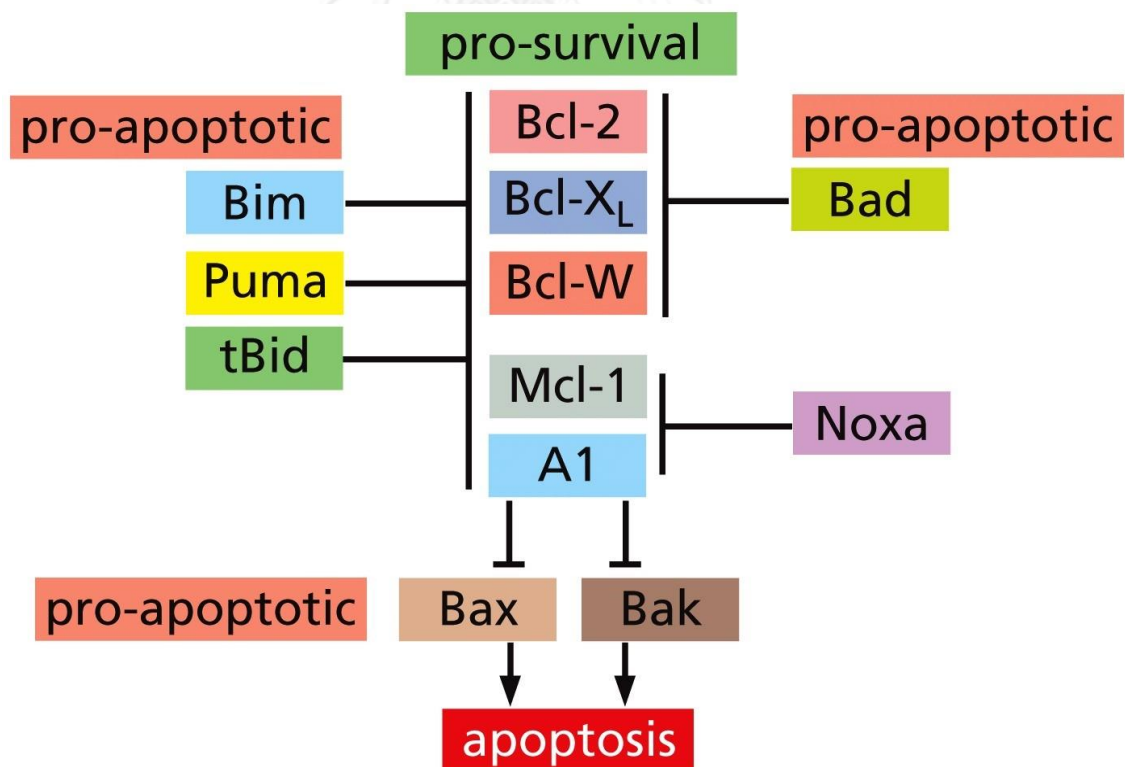 pro-survival
pro-apoptotic
Bcl-2
pro-apoptotic
Bim
Bcl-XL
Bad
Puma
Bcl-W
tBid
Mcl-1
Noxa
A1
pro-apoptotic
Bax
Bak
apoptosis